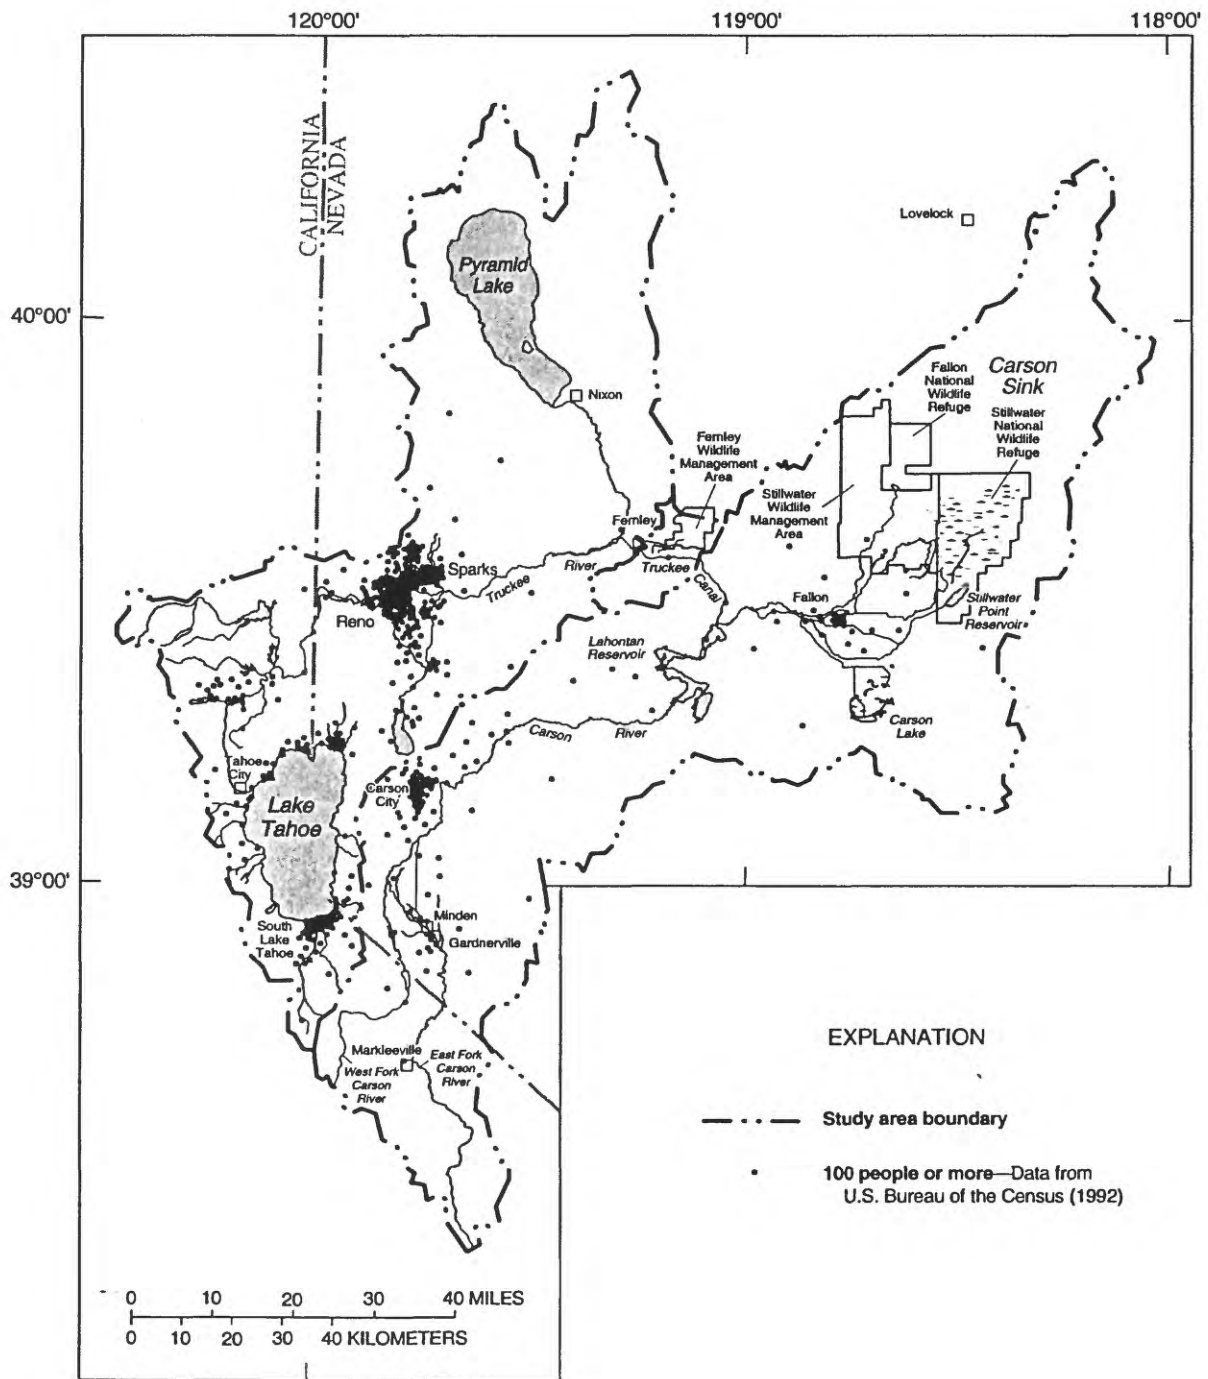 120°00'
119°00'
118°00'
CALIFORNIA
NEVADA
Lovelock
Pyramid
Lake
40°00'
Carson
Sink
Fallon
National
Wildlife
Refuge
Nixon
Stillwater
National
Wildlife
Refuge
Fernley
Wildlife
Management
Area
Stillwater
Wildlife
Management
Area
Fernley
Sparks
River
Truckee
Truckee
Canal
Fallon
Stillwater
Point
Reservoir
Reno
Lahontan
Reservoir
Carson
River
Carson
Lake
Tahoe
City
Carson
City
Lake
Tahoe
39°00'
Minden
South
Lake
Tahoe
Gardnerville
Markleeville
West Fork
Carson
River
East Fork
Carson
River
EXPLANATION
Study area boundary
100 people or more—Data from
U.S. Bureau of the Census (1992)
0 10 20 30 40 MILES
0 10 20 30 40 KILOMETERS